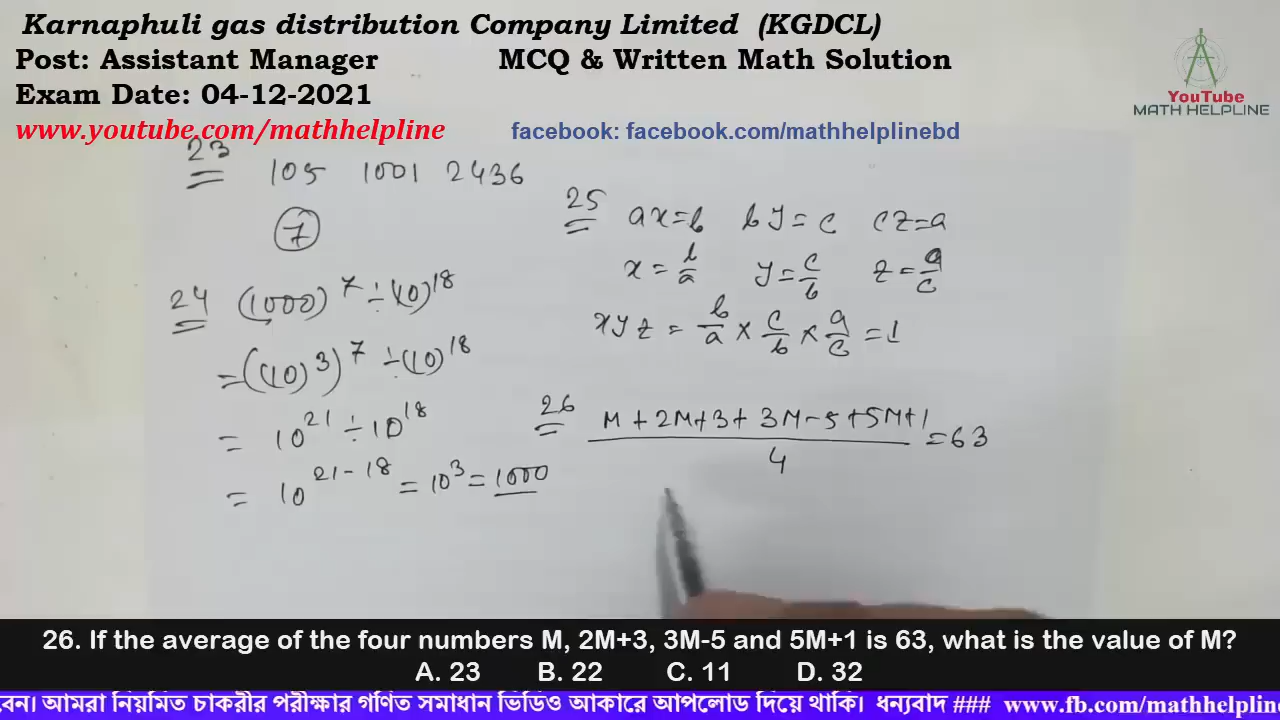 Karnaphuli gas distribution Company Limited (KGDCL)
Post: Assistant Manager MCQ & Written Math Solution
Exam Date: 04-12-2021
www.youtube.com/mathhelpline facebook: facebook.com/mathhelplinebd
YouTube
MATH HELPLINE
23 105 1001 2436
7
24 (1000)^7 ÷ (10)^18
= ((10)^3)^7 ÷ (10)^18
= 10^21 ÷ 10^18
= 10^21-18 = 10^3 = 1000
25 ax=b by=c cz=a
x = b/a y = c/b z = a/c
xyz = b/a × c/b × a/c = 1
26 M + 2M+3 + 3M-5 + 5M+1 = 63
4
26. If the average of the four numbers M, 2M+3, 3M-5 and 5M+1 is 63, what is the value of M?
A. 23 B. 22 C. 11 D. 32
বেন। আমরা নিয়মিত চাকরীর পরীক্ষার গণিত সমাধান ভিডিও আকারে আপলোড দিয়ে থাকি। ধন্যবাদ ### www.fb.com/mathhelpline